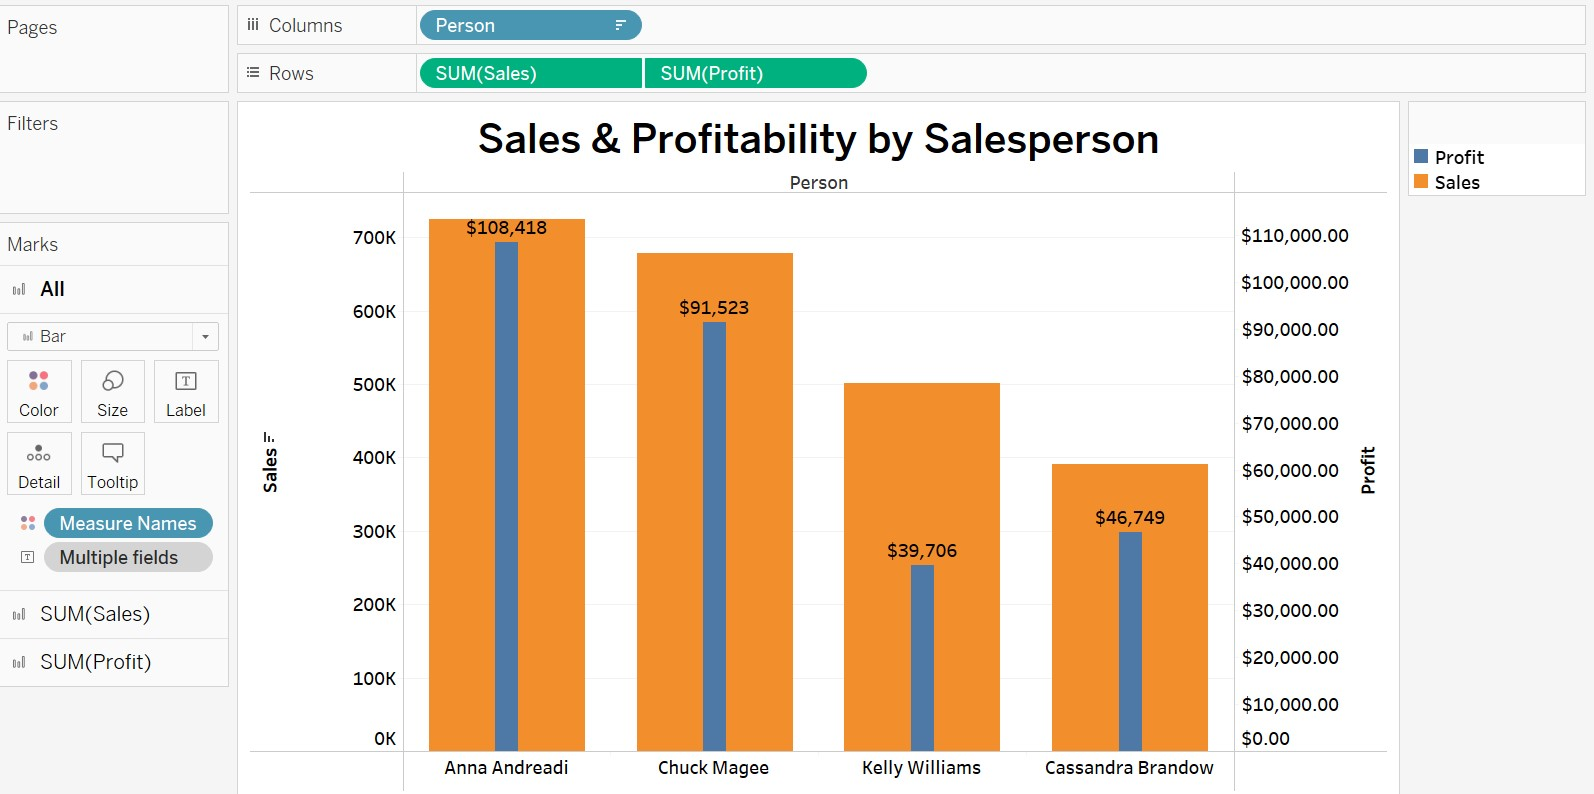 Pages
Filters
Marks
All
Bar
Color Size Label
Detail Tooltip
Measure Names
Multiple fields
SUM(Sales)
SUM(Profit)
Columns Person
Rows SUM(Sales) SUM(Profit)
Sales & Profitability by Salesperson
Person
Sales
700K
600K
500K
400K
300K
200K
100K
0K
$108,418
$91,523
$39,706
$46,749
Anna Andreadi Chuck Magee Kelly Williams Cassandra Brandow
$110,000.00
$100,000.00
$90,000.00
$80,000.00
$70,000.00
$60,000.00
$50,000.00
$40,000.00
$30,000.00
$20,000.00
$10,000.00
$0.00
Profit
Profit
Sales